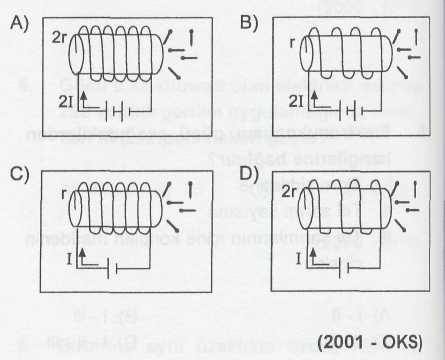 A) B)
2r r
2I 2I
C) D)
r 2r
I I
(2001 - OKS)